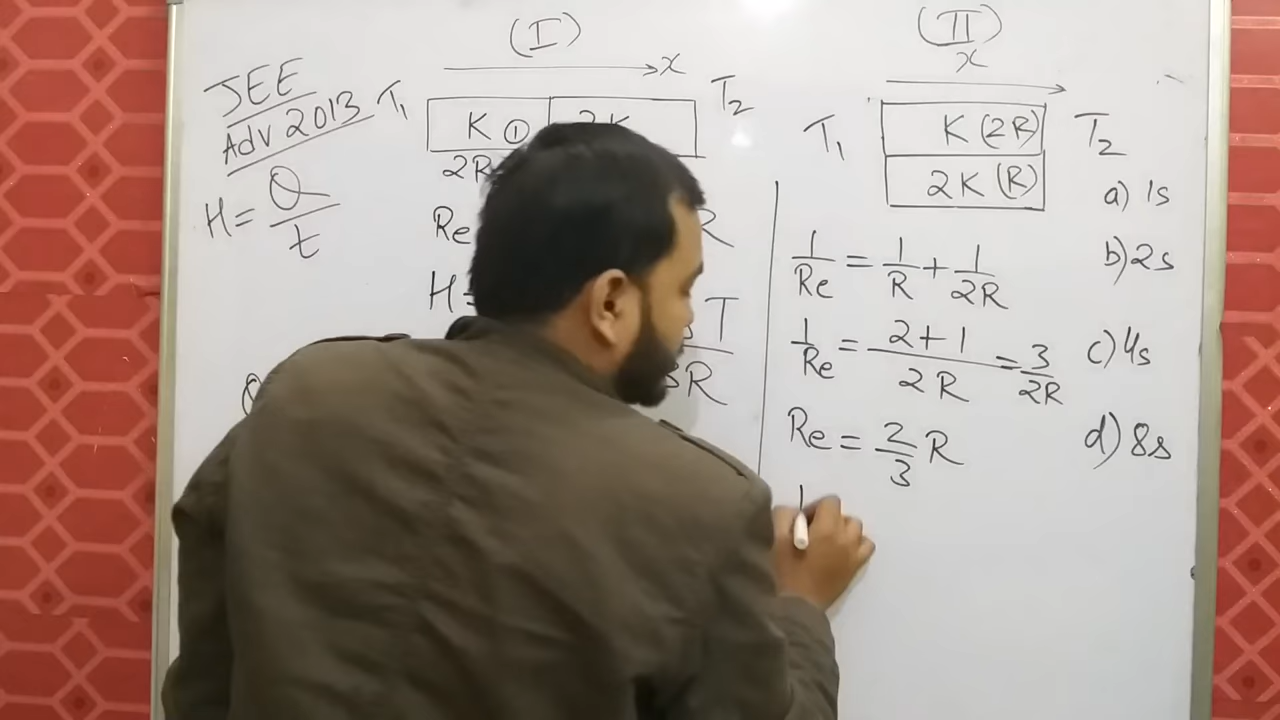 JEE
Adv 2013
H = Q/t
(I)
x
T₁
T₂
K ①
2K
2R
Re
R
H =
T
3R
(II)
x
T₁
K (2R)
2K (R)
T₂
1/Re = 1/R + 1/2R
1/Re = 2+1/2R = 3/2R
Re = 2/3 R
a) 1s
b) 2s
c) 4s
d) 8s